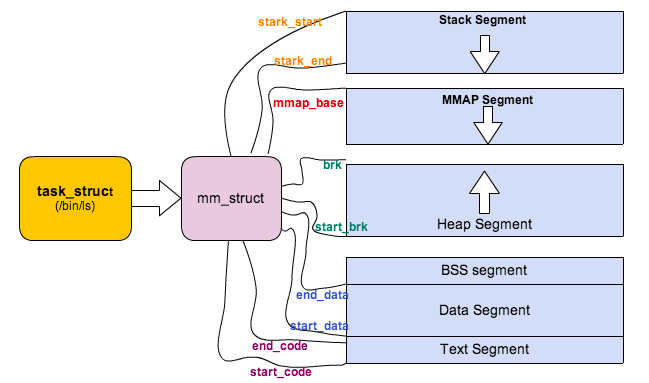 stark_start
Stack Segment
stark_end
mmap_base
MMAP Segment
task_struct
(/bin/ls)
mm_struct
brk
start_brk
Heap Segment
BSS segment
end_data
Data Segment
start_data
end_code
Text Segment
start_code